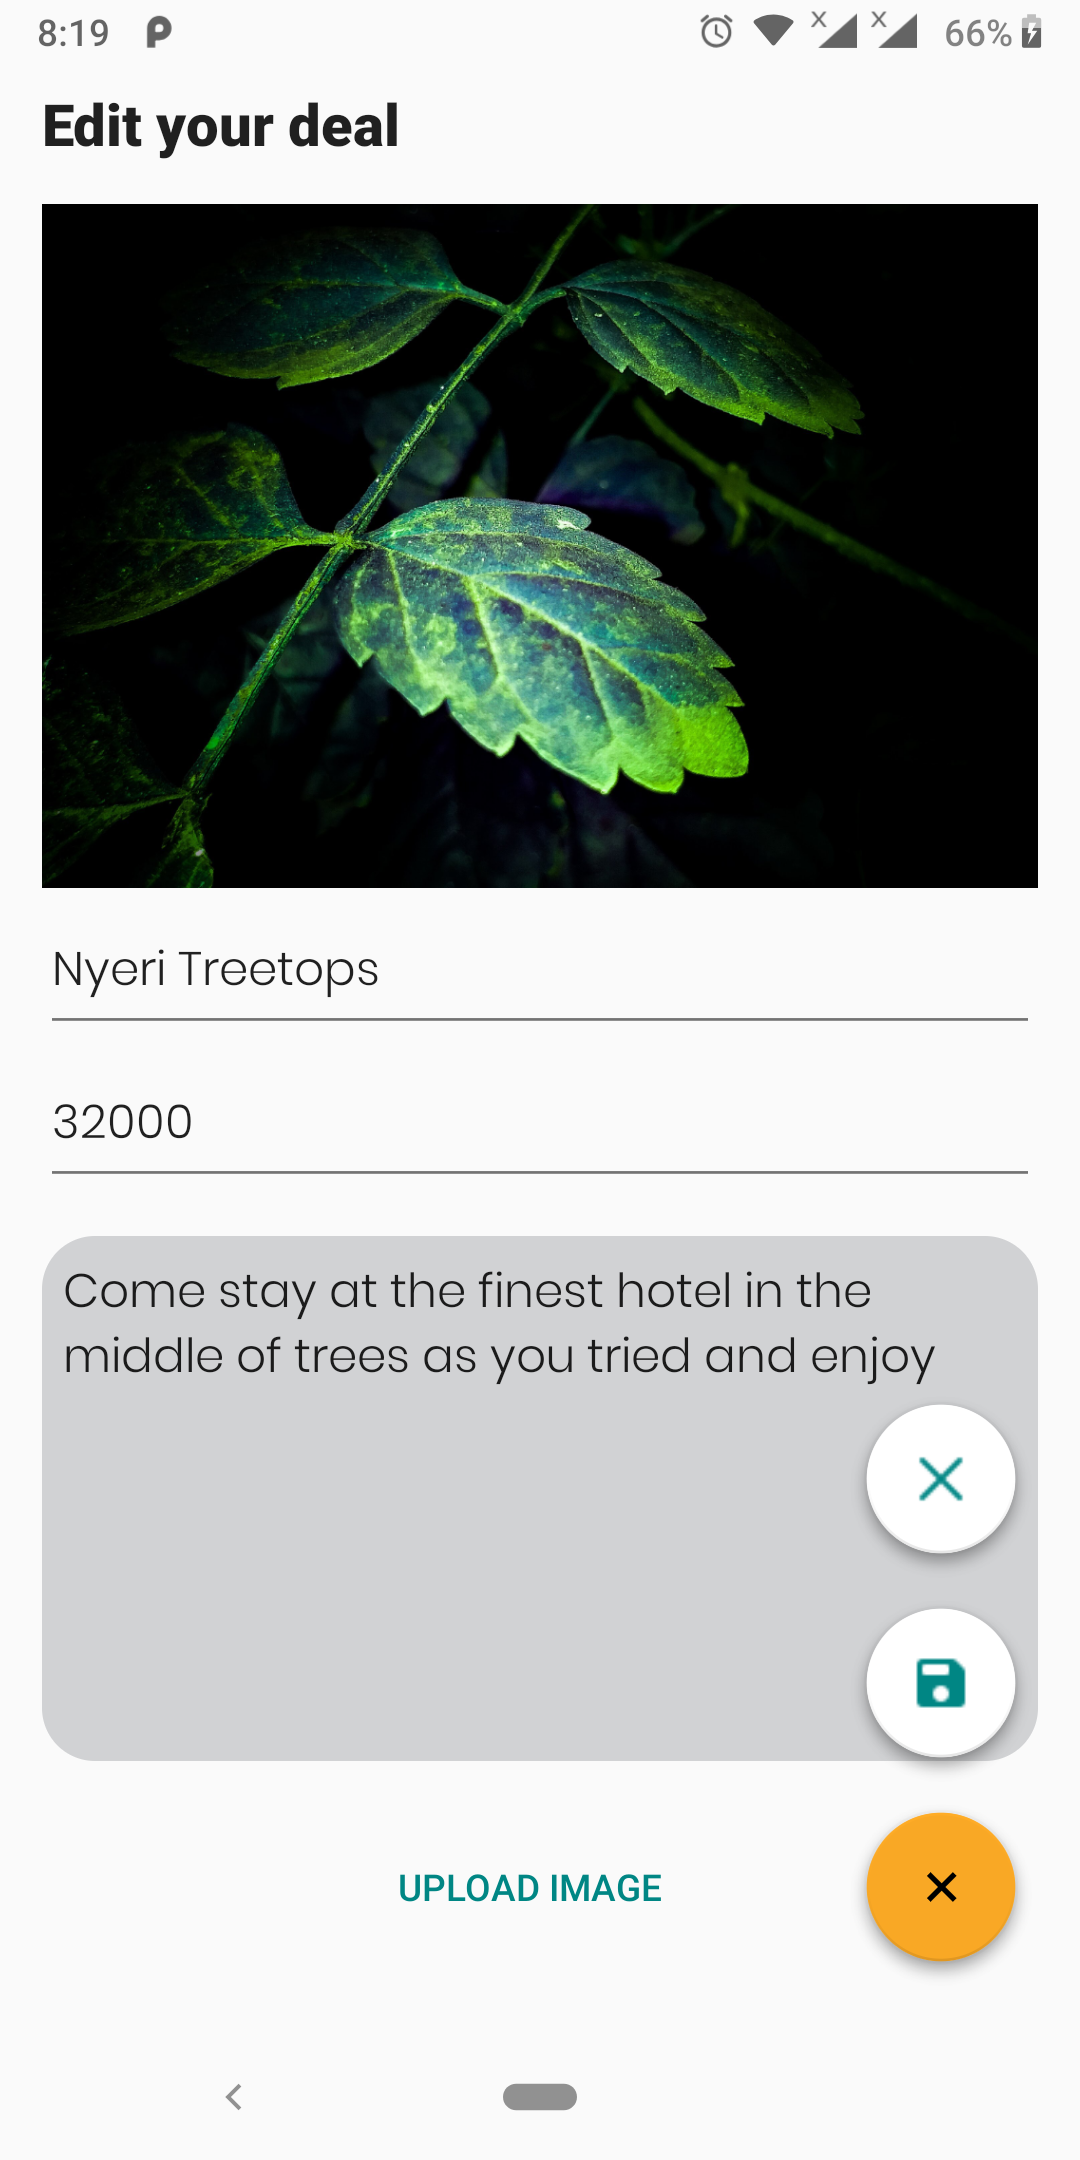 8:19
66%
Edit your deal
Nyeri Treetops
32000
Come stay at the finest hotel in the
middle of trees as you tried and enjoy
UPLOAD IMAGE